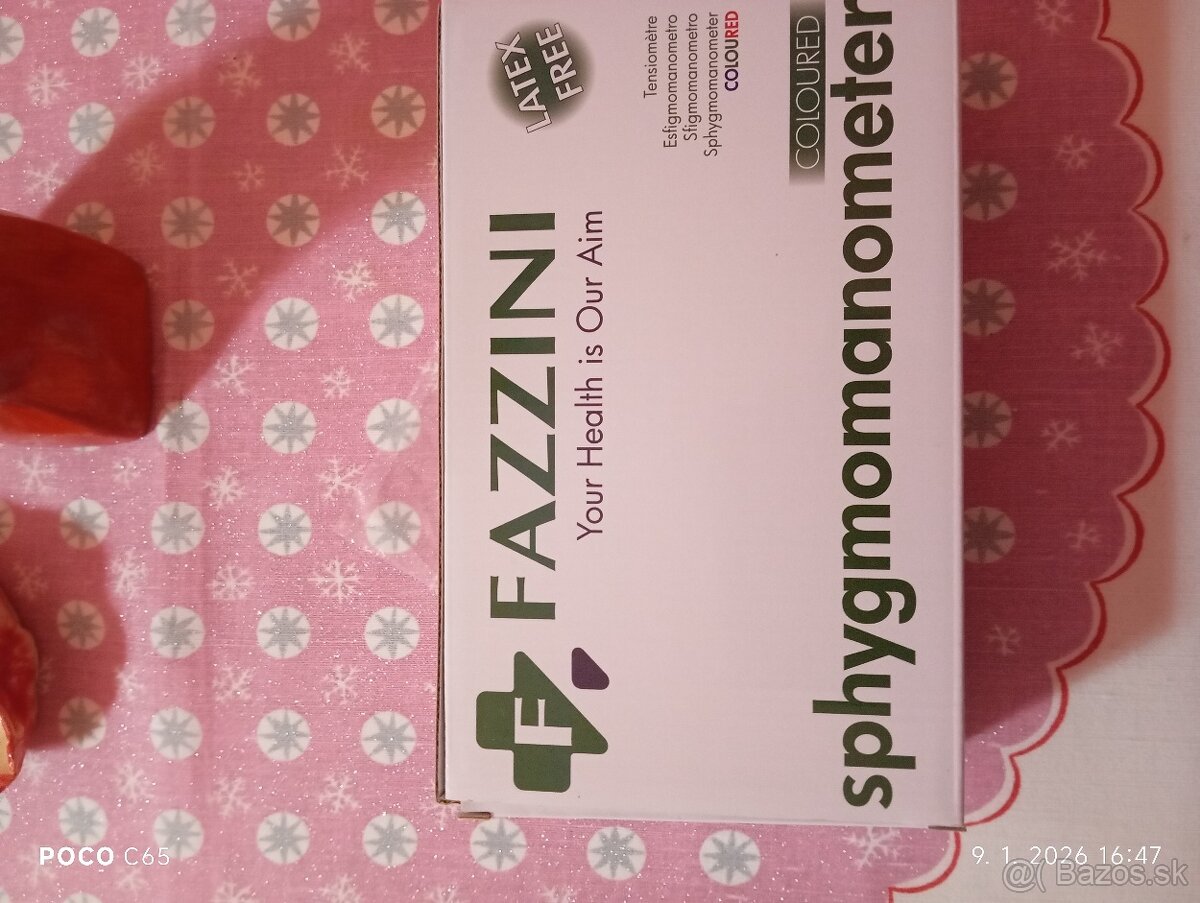 LATEX
FREE
F FAZZINI
Your Health is Our Aim
Tensiomètre
Esfigmomanometro
Sfigmomanometro
Sphygmomanometer
COLOURED
COLOURED
sphygmomanometer
POCO C65
9. 1. 2026 16:47
@( Bazos.sk